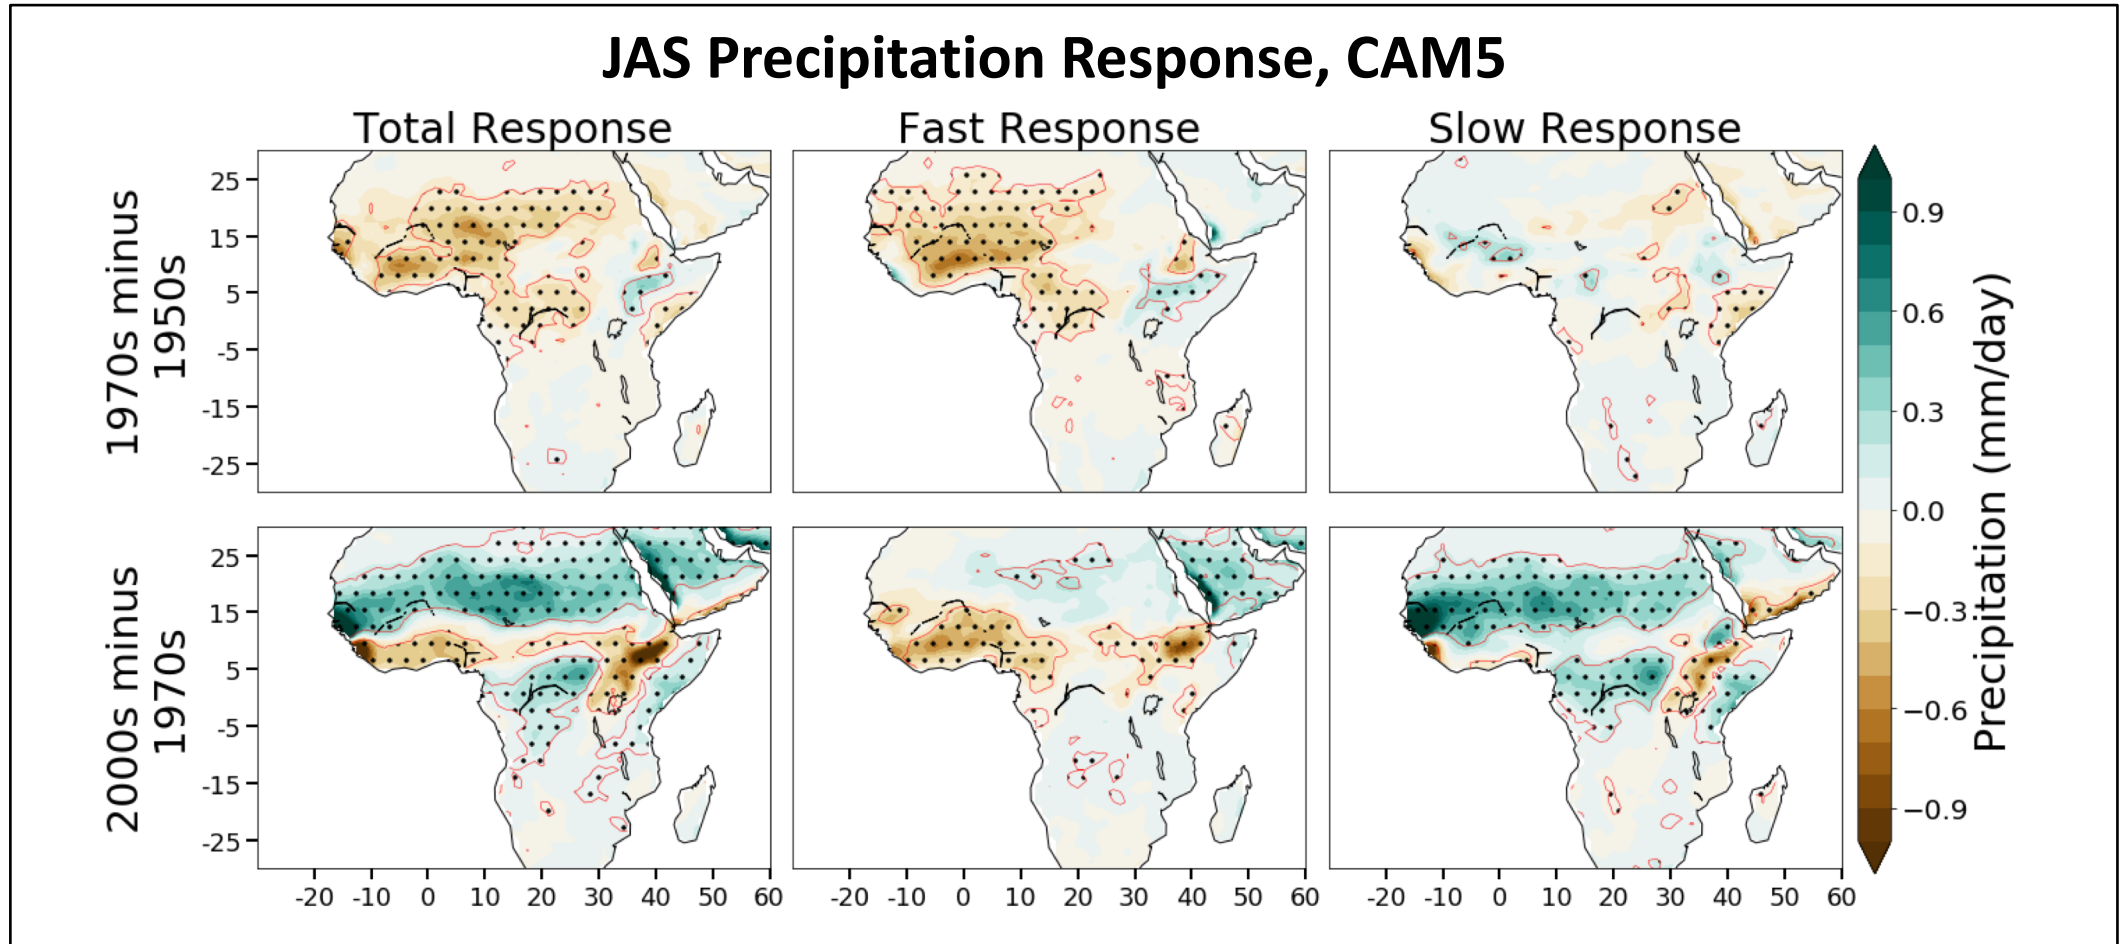 JAS Precipitation Response, CAM5
Total Response Fast Response Slow Response
1970s minus
1950s
25
15
5
-5
-15
-25
2000s minus
1970s
25
15
5
-5
-15
-25
-20 -10 0 10 20 30 40 50 60
-20 -10 0 10 20 30 40 50 60
-20 -10 0 10 20 30 40 50 60
0.9
0.6
0.3
0.0
−0.3
−0.6
−0.9
Precipitation (mm/day)